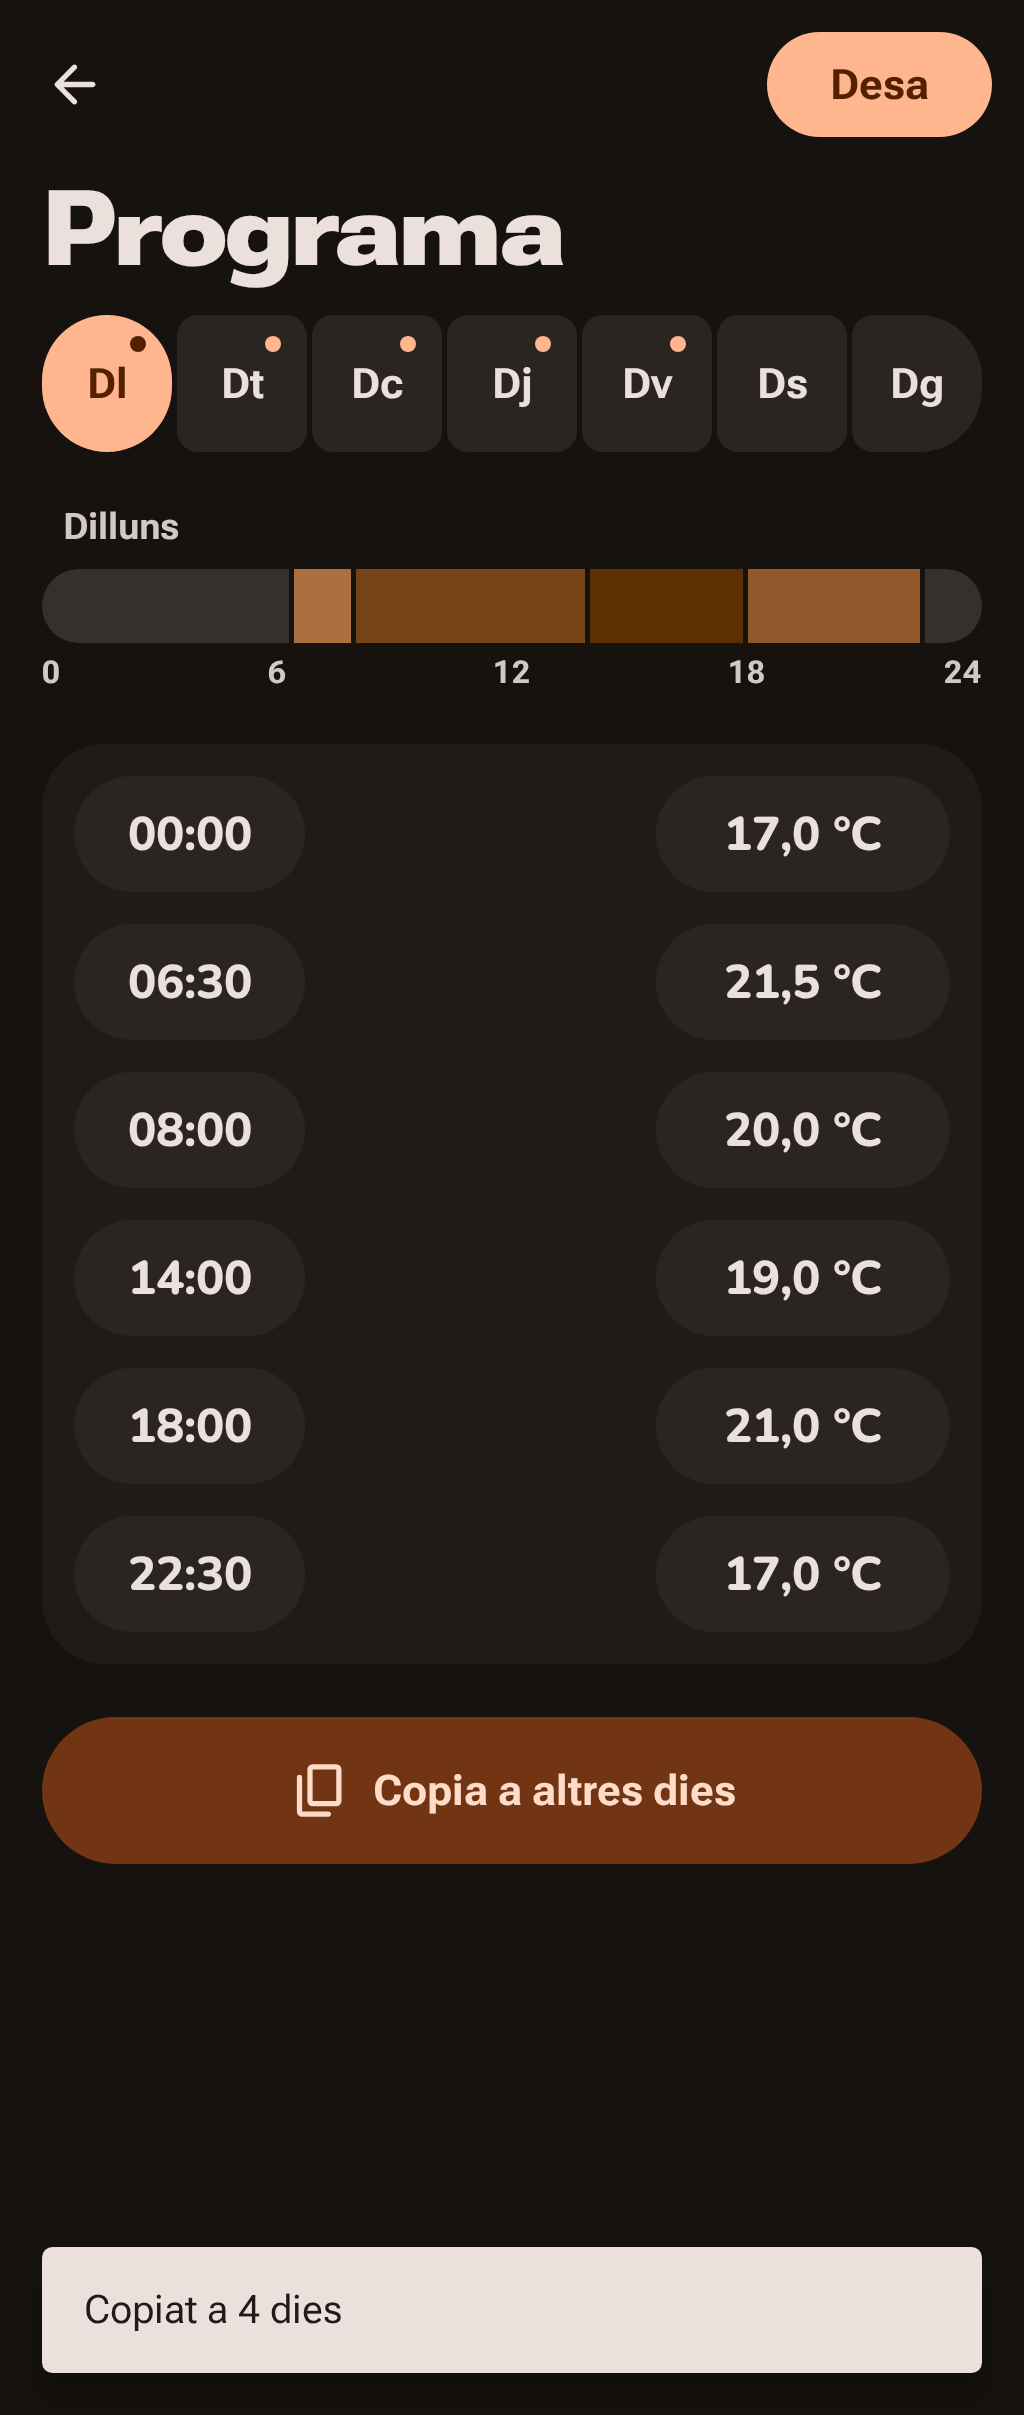 Desa
Programa
Dl Dt Dc Dj Dv Ds Dg
Dilluns
0 6 12 18 24
00:00 17,0 °C
06:30 21,5 °C
08:00 20,0 °C
14:00 19,0 °C
18:00 21,0 °C
22:30 17,0 °C
Copia a altres dies
Copiat a 4 dies